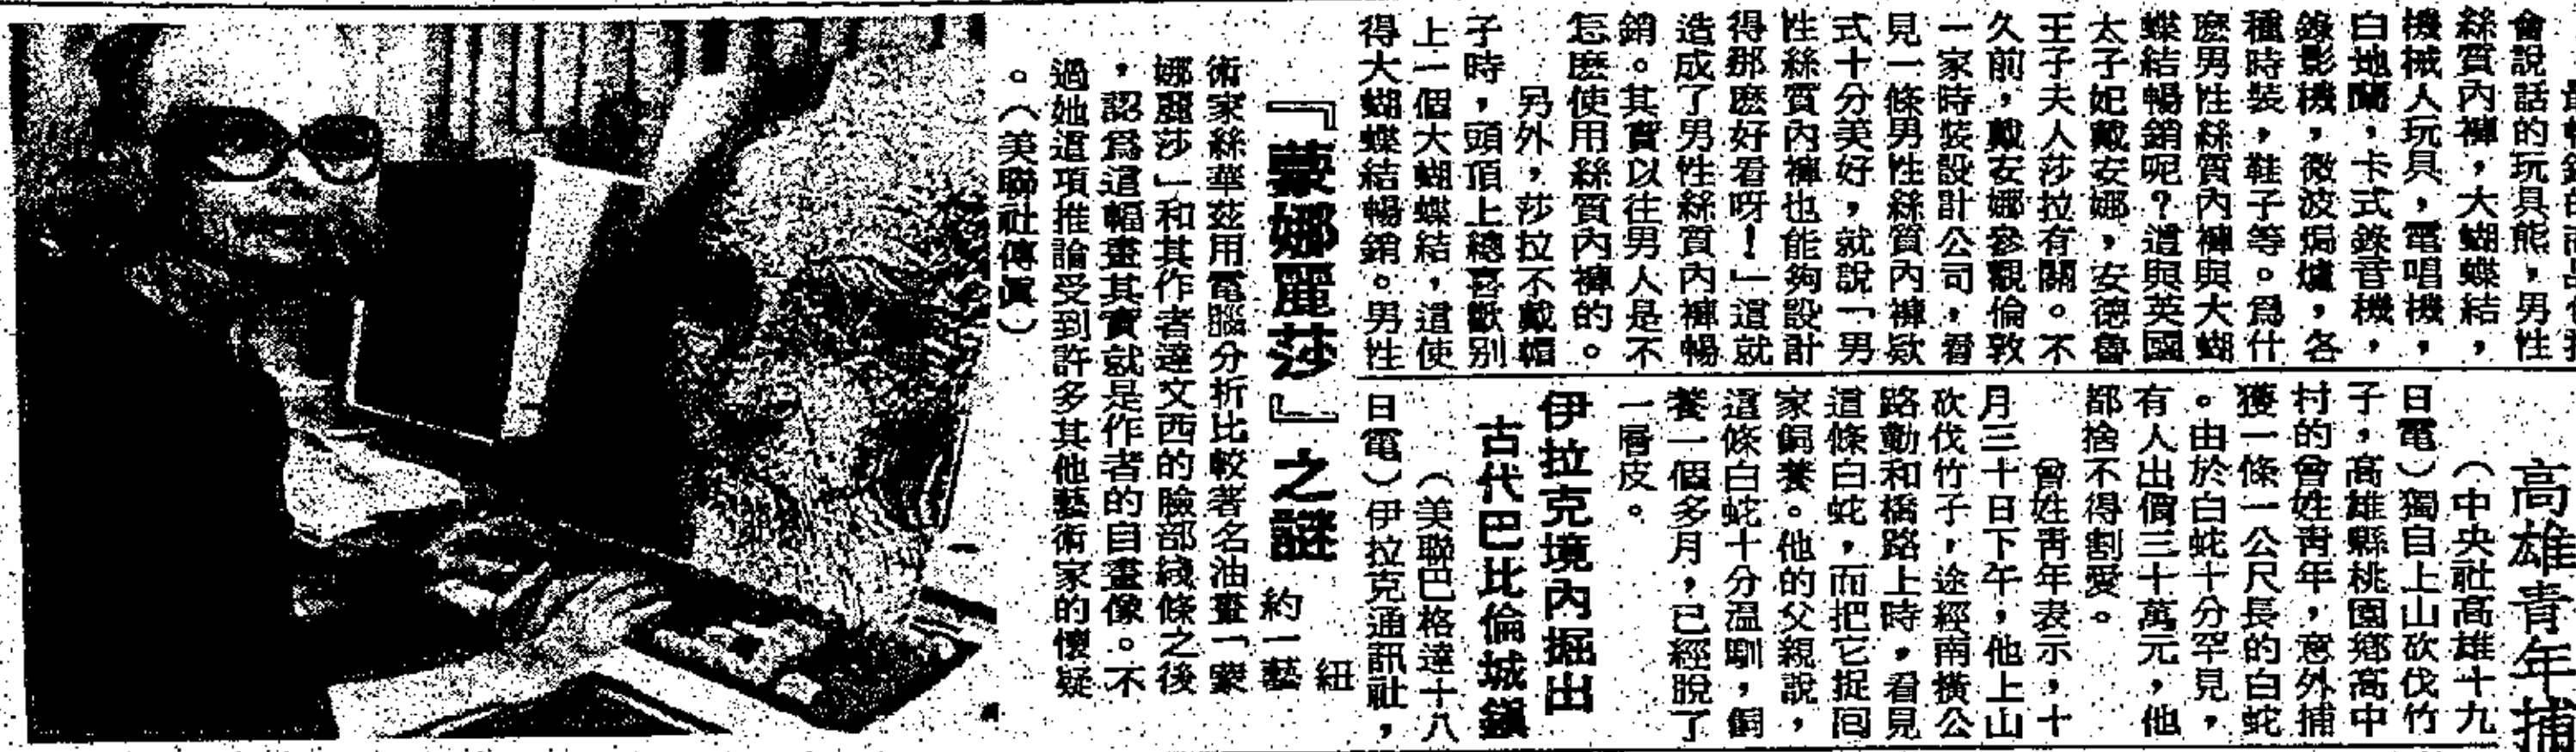 會說話的玩具熊，男性
絲質內褲，大蝴蝶結，
機械人玩具，電唱機，
白地蘭，卡式錄音機，
錄影機，微波焗爐，各
種時裝，鞋子等。爲什
麽男性絲質內褲與大蝴
蝶結暢銷呢？這與英國
太子妃戴安娜，安德魯
王子夫人莎拉有關。不
久前，戴安娜參觀倫敦
一家時裝設計公司，看
見一條男性絲質內褲欵
式十分美好，就說「男
性絲質內褲也能夠設計
得那麽好看呀！」這就
造成了男性絲質內褲暢
銷。其實以往男人是不
怎麽使用絲質內褲的。
另外，莎拉不戴帽
子時，頭頂上總喜歡别
上一個大蝴蝶結，這使
得大蝴蝶結暢銷。男性
高雄青年捕
（中央社高雄十九
日電）獨自上山砍伐竹
子，高雄縣桃園鄉高中
村的曾姓青年，意外捕
獲一條一公尺長的白蛇
。由於白蛇十分罕見，
有人出價三十萬元，他
都捨不得割愛。
曾姓青年表示，十
月三十日下午，他上山
砍伐竹子，途經南橫公
路勤和橋路上時，看見
這條白蛇，而把它捉囘
家飼養。他的父親說，
這條白蛇十分溫馴，飼
養一個多月，已經脫了
一層皮。
伊拉克境內掘出
古代巴比倫城鎭
（美聯巴格達十八
日電）伊拉克通訊社，
『蒙娜麗莎』之謎
紐
約一藝
術家絲華茲用電腦分折比較著名油畫「蒙
娜麗莎」和其作者達文西的臉部綫條之後
，認爲這幅畫其實就是作者的自畫像。不
過她這項推論受到許多其他藝術家的懷疑
。（美聯社傳眞）